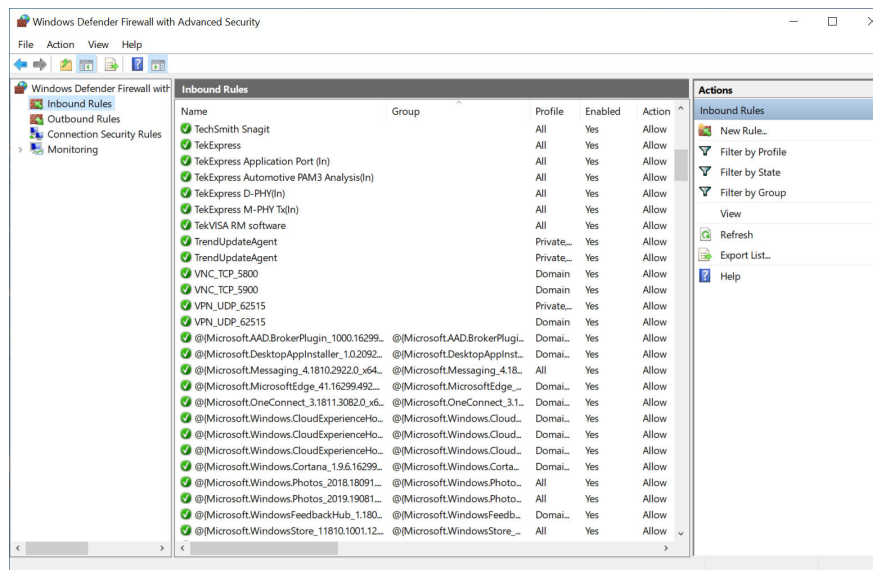 Windows Defender Firewall with Advanced Security
File Action View Help
Windows Defender Firewall with
Inbound Rules
Outbound Rules
Connection Security Rules
Monitoring
Inbound Rules
Name Group Profile Enabled Action
TechSmith Snagit All Yes Allow
TekExpress All Yes Allow
TekExpress Application Port (In) All Yes Allow
TekExpress Automotive PAM3 Analysis(In) All Yes Allow
TekExpress D-PHY(In) All Yes Allow
TekExpress M-PHY Tx(In) All Yes Allow
TekVISA RM software All Yes Allow
TrendUpdateAgent Private,... Yes Allow
TrendUpdateAgent Private,... Yes Allow
VNC_TCP_5800 Domain Yes Allow
VNC_TCP_5900 Domain Yes Allow
VPN_UDP_62515 Private,... Yes Allow
VPN_UDP_62515 Domain Yes Allow
@{Microsoft.AAD.BrokerPlugin_1000.16299... @{Microsoft.AAD.BrokerPlugi... Domai... Yes Allow
@{Microsoft.DesktopAppInstaller_1.0.2092... @{Microsoft.DesktopAppInst... Domai... Yes Allow
@{Microsoft.Messaging_4.1810.2922.0_x64... @{Microsoft.Messaging_4.18... All Yes Allow
@{Microsoft.MicrosoftEdge_41.16299.492.... @{Microsoft.MicrosoftEdge_... Domai... Yes Allow
@{Microsoft.OneConnect_3.1811.3082.0_x6... @{Microsoft.OneConnect_3.1... Domai... Yes Allow
@{Microsoft.Windows.CloudExperienceHo... @{Microsoft.Windows.Cloud... Domai... Yes Allow
@{Microsoft.Windows.CloudExperienceHo... @{Microsoft.Windows.Cloud... Domai... Yes Allow
@{Microsoft.Windows.CloudExperienceHo... @{Microsoft.Windows.Cloud... Domai... Yes Allow
@{Microsoft.Windows.Cortana_1.9.6.16299... @{Microsoft.Windows.Corta... Domai... Yes Allow
@{Microsoft.Windows.Photos_2018.18091.... @{Microsoft.Windows.Photo... All Yes Allow
@{Microsoft.Windows.Photos_2019.19081.... @{Microsoft.Windows.Photo... All Yes Allow
@{Microsoft.WindowsFeedbackHub_1.180... @{Microsoft.WindowsFeedb... Domai... Yes Allow
@{Microsoft.WindowsStore_11810.1001.12... @{Microsoft.WindowsStore_... All Yes Allow
Actions
Inbound Rules
New Rule...
Filter by Profile
Filter by State
Filter by Group
View
Refresh
Export List...
Help